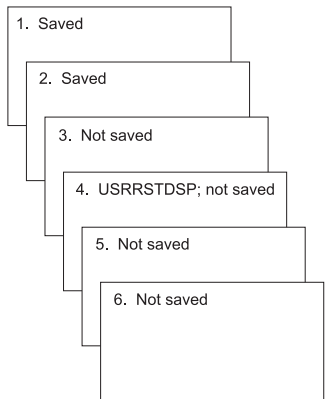 1. Saved
2. Saved
3. Not saved
4. USRRSTDSP; not saved
5. Not saved
6. Not saved